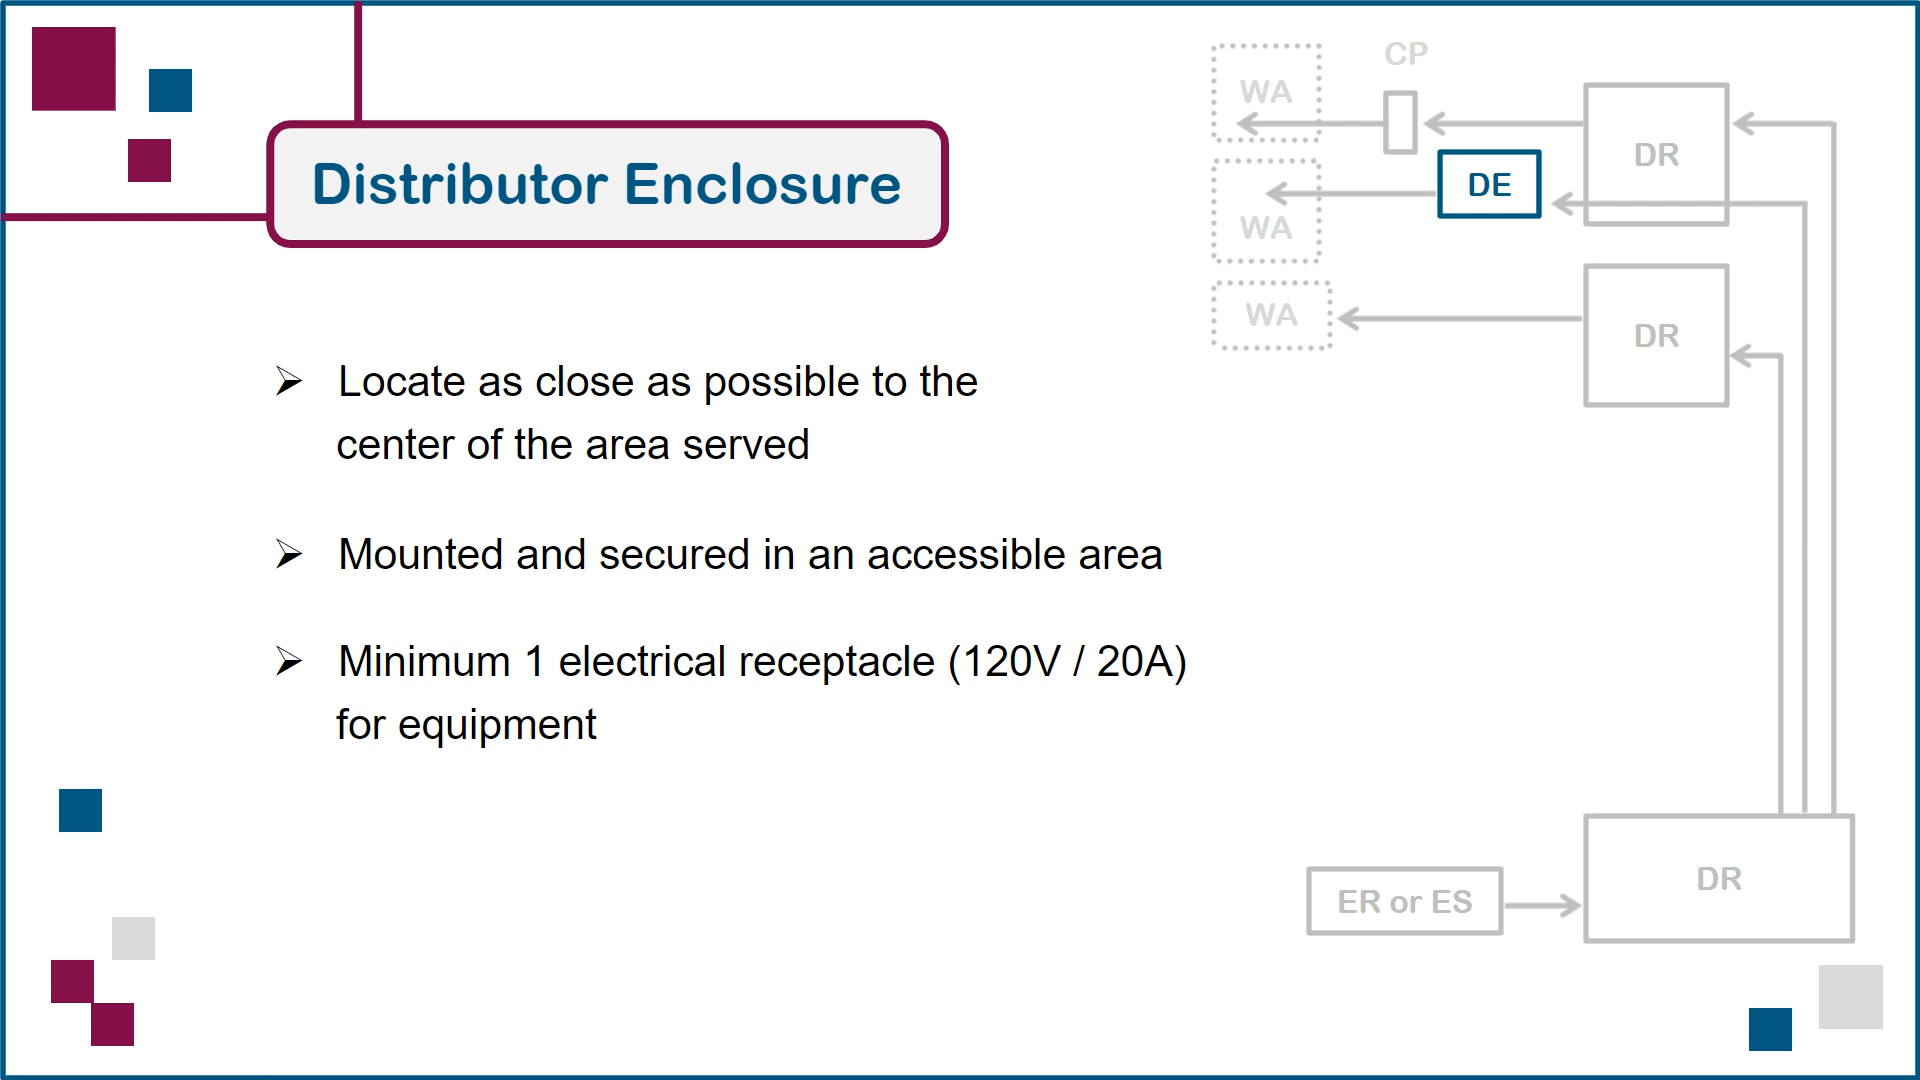 Distributor Enclosure
➢ Locate as close as possible to the
center of the area served
➢ Mounted and secured in an accessible area
➢ Minimum 1 electrical receptacle (120V / 20A)
for equipment
CP
WA
DR
DE
WA
WA
DR
DR
ER or ES